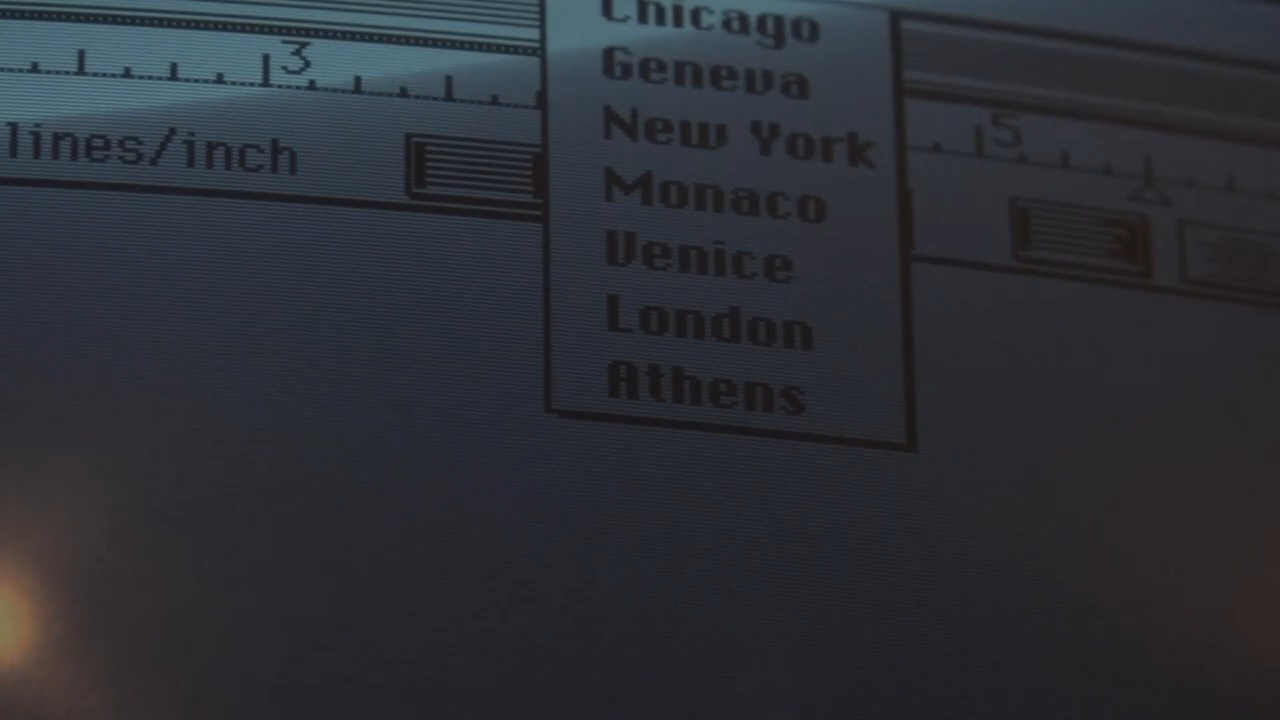 Chicago
3
Geneva
New York
5
lines/inch
Monaco
Venice
London
Athens